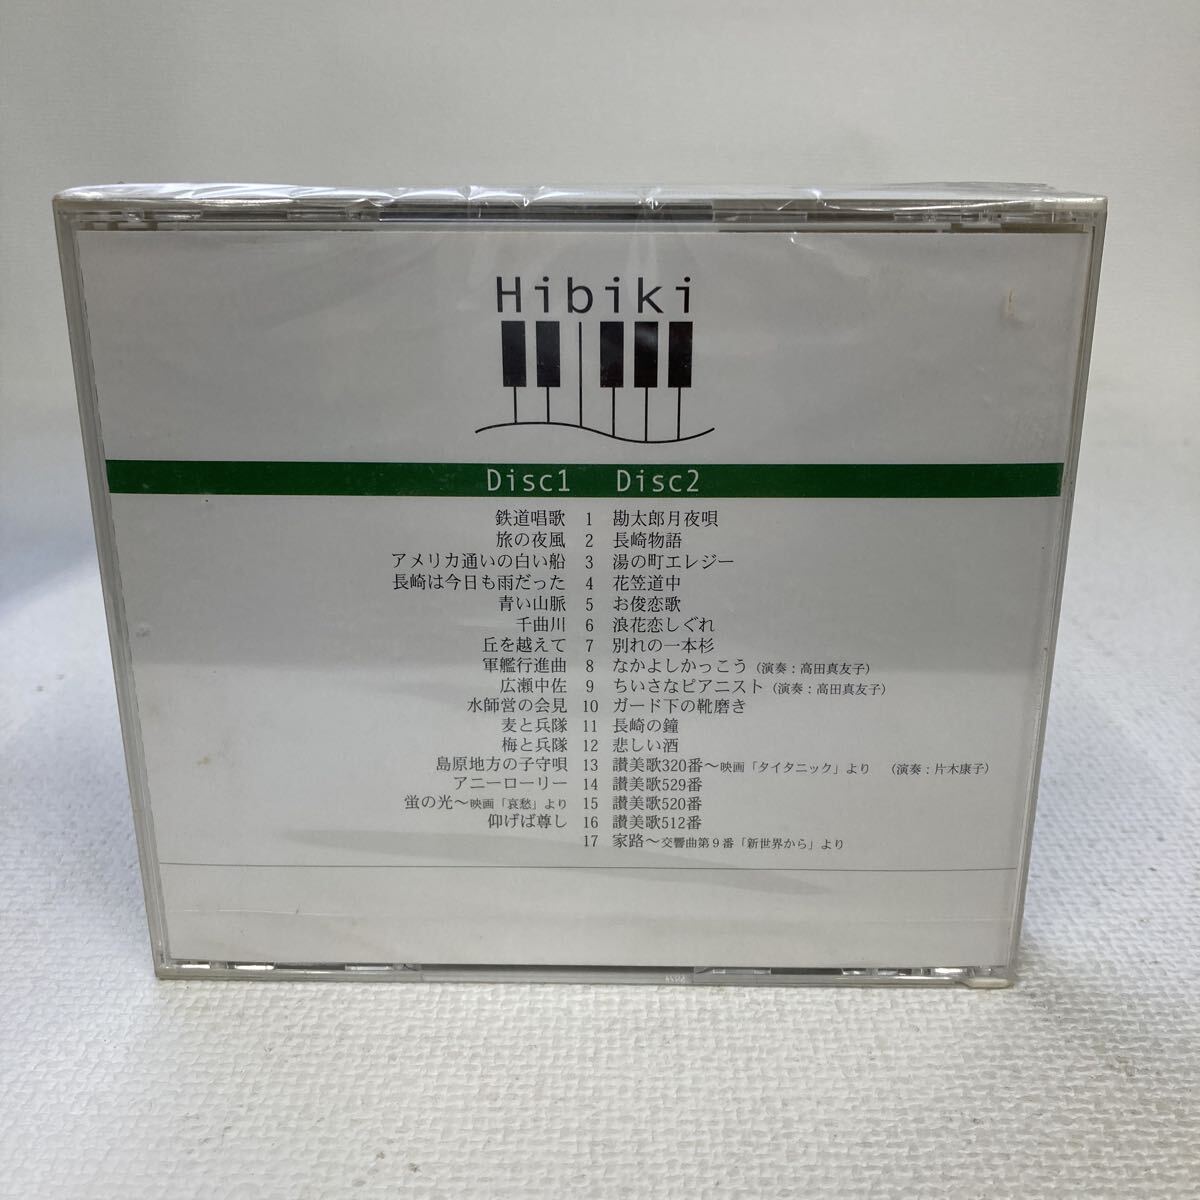 Hibiki
Disc1 Disc2
鉄道唱歌 1 勘太郎月夜唄
旅の夜風 2 長崎物語
アメリカ通いの白い船 3 湯の町エレジー
長崎は今日も雨だった 4 花笠道中
青い山脈 5 お俊恋歌
千曲川 6 浪花恋しぐれ
丘を越えて 7 別れの一本杉
軍艦行進曲 8 なかよしかっこう（演奏：高田真友子）
広瀬中佐 9 ちいさなピアニスト（演奏：高田真友子）
水師営の会見 10 ガード下の靴磨き
麦と兵隊 11 長崎の鐘
梅と兵隊 12 悲しい酒
島原地方の子守唄 13 讃美歌320番～映画「タイタニック」より （演奏：片木康子）
アニーローリー 14 讃美歌529番
蛍の光～映画「哀愁」より 15 讃美歌520番
仰げば尊し 16 讃美歌512番
17 家路～交響曲第９番「新世界から」より